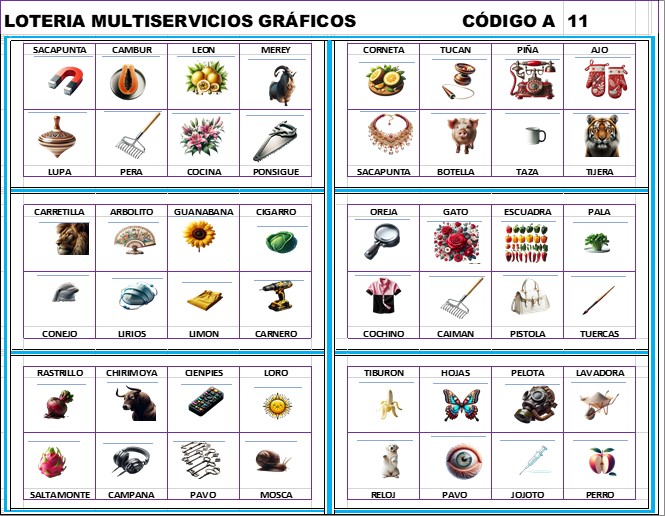 LOTERIA MULTISERVICIOS GRÁFICOS CÓDIGO A 11
SACAPUNTA CAMBUR LEON MEREY
LUPA PERA COCINA PONSIGUE
CORNETA TUCAN PIÑA AJO
SACAPUNTA BOTELLA TAZA TIJERA
CARRETILLA ARBOLITO GUANABANA CIGARRO
CONEJO LIRIOS LIMON CARNERO
OREJA GATO ESCUADRA PALA
COCHINO CAIMAN PISTOLA TUERCAS
RASTRILLO CHIRIMOYA CIENPIES LORO
SALTAMONTE CAMPANA PAVO MOSCA
TIBURON HOJAS PELOTA LAVADORA
RELOJ PAVO JOJOTO PERRO